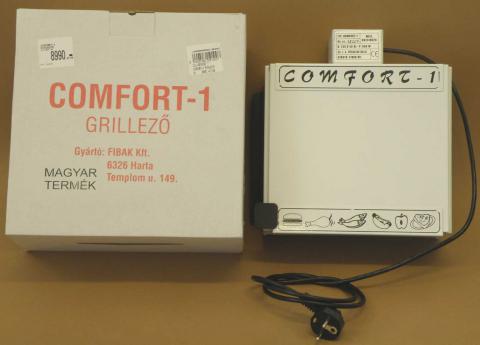 8990.-
COMFORT-1
GRILLEZŐ
Gyártó: FIBAK Kft.
6326 Harta
Templom u. 149.
MAGYAR
TERMÉK
COMFORT - 1